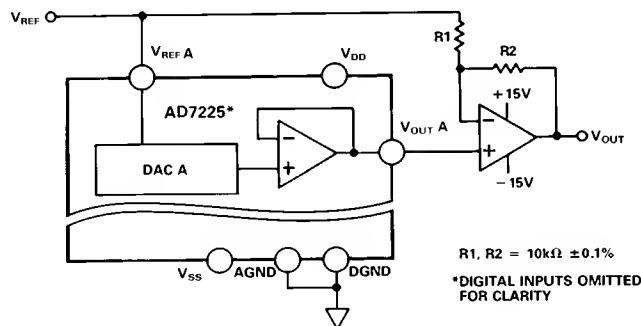 VREF
VREF A
VDD
R1
R2
AD7225*
+15V
VOUT A
VOUT
DAC A
−
+
−
+
−15V
VSS
AGND
DGND
R1, R2 = 10kΩ ±0.1%
*DIGITAL INPUTS OMITTED
FOR CLARITY